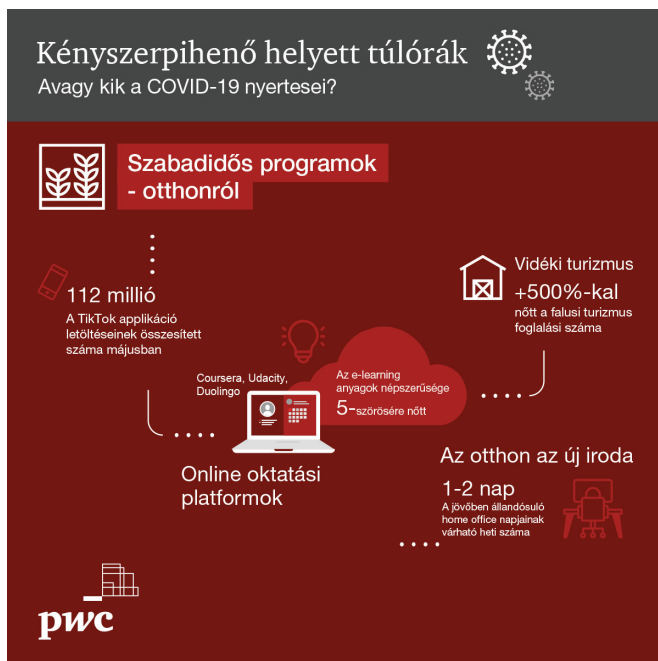 Kényszerpihenő helyett túlórák
Avagy kik a COVID-19 nyertesei?
Szabadidős programok
- otthonról
112 millió
A TikTok applikáció
letöltéseinek összesített
száma májusban
Vidéki turizmus
+500%-kal
nőtt a falusi turizmus
foglalási száma
Coursera, Udacity,
Duolingo
Az e-learning
anyagok népszerűsége
5-szörösére nőtt
Online oktatási
platformok
Az otthon az új iroda
1-2 nap
A jövőben állandósuló
home office napjainak
várható heti száma
pwc